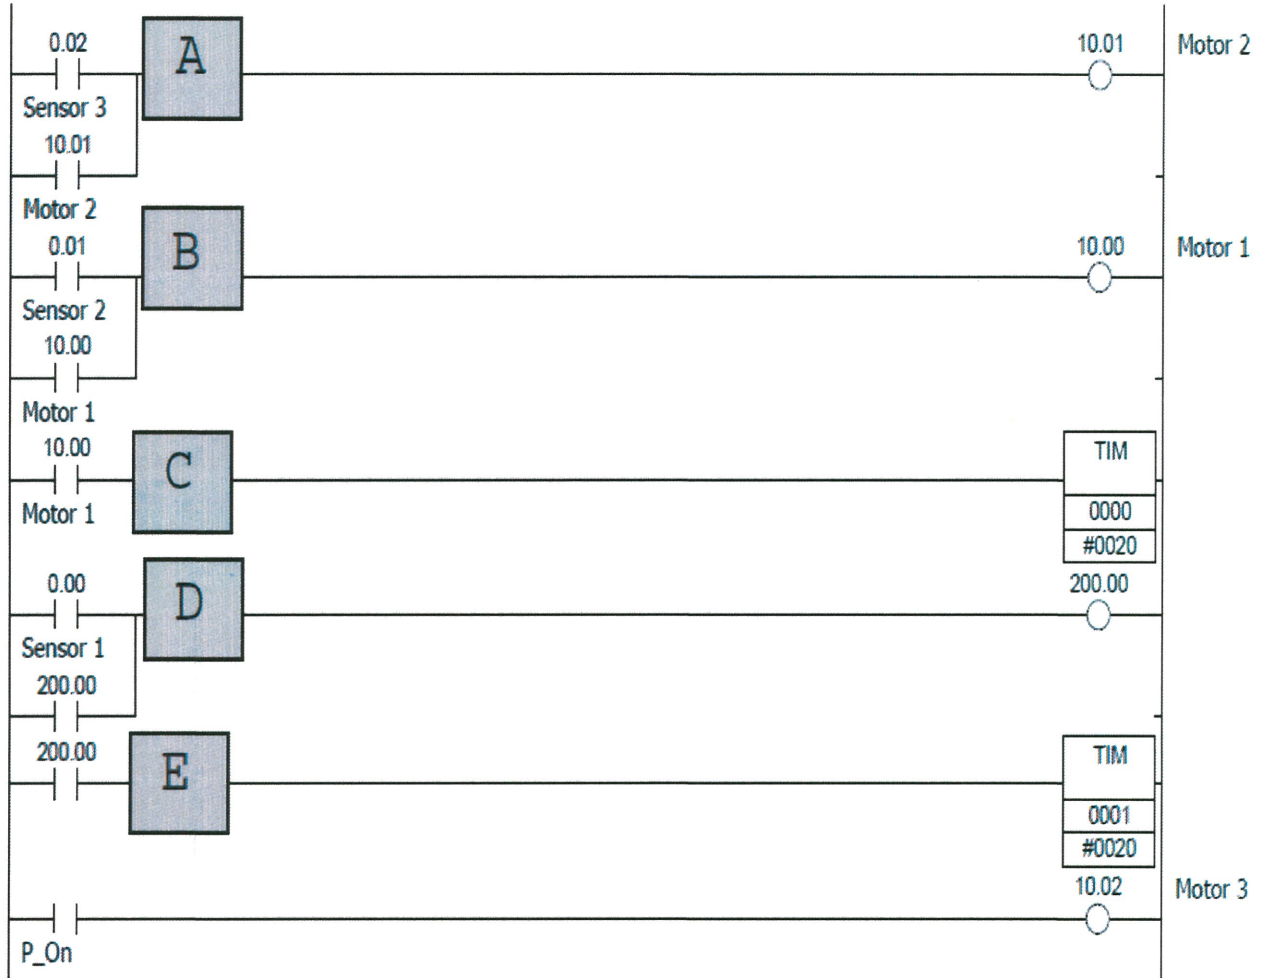 0.02
A
10.01
Motor 2
Sensor 3
10.01
Motor 2
0.01
B
10.00
Motor 1
Sensor 2
10.00
Motor 1
10.00
C
TIM
Motor 1
0000
#0020
0.00
D
200.00
Sensor 1
200.00
200.00
E
TIM
0001
#0020
10.02
Motor 3
P_On